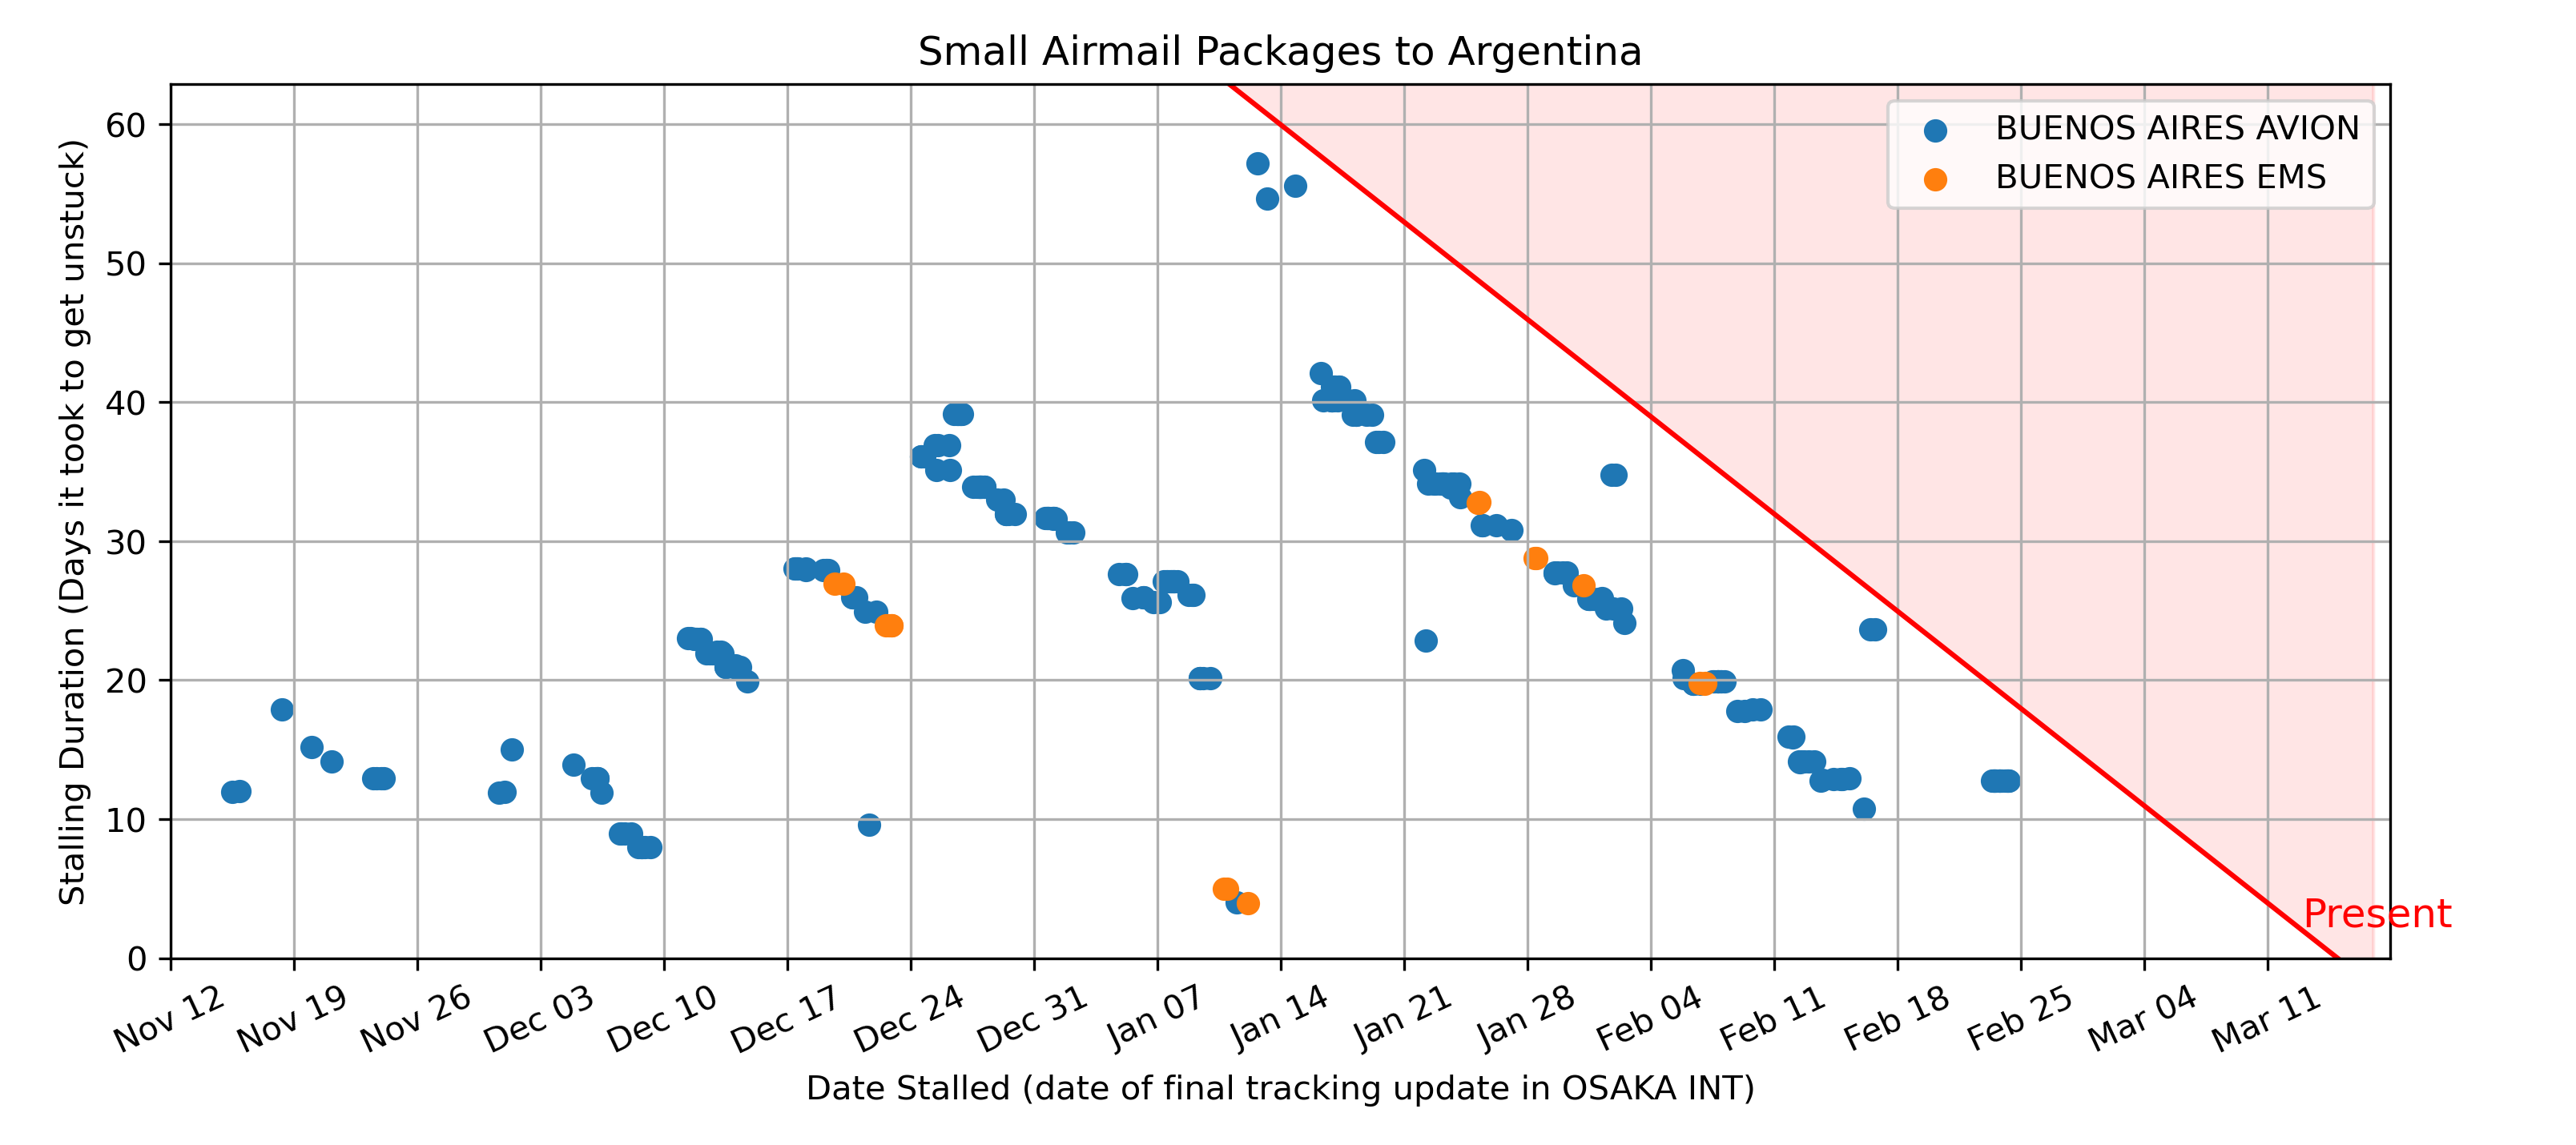 Small Airmail Packages to Argentina
Stalling Duration (Days it took to get unstuck)
60
50
40
30
20
10
0
BUENOS AIRES AVION
BUENOS AIRES EMS
Present
Nov 12
Nov 19
Nov 26
Dec 03
Dec 10
Dec 17
Dec 24
Dec 31
Jan 07
Jan 14
Jan 21
Jan 28
Feb 04
Feb 11
Feb 18
Feb 25
Mar 04
Mar 11
Date Stalled (date of final tracking update in OSAKA INT)